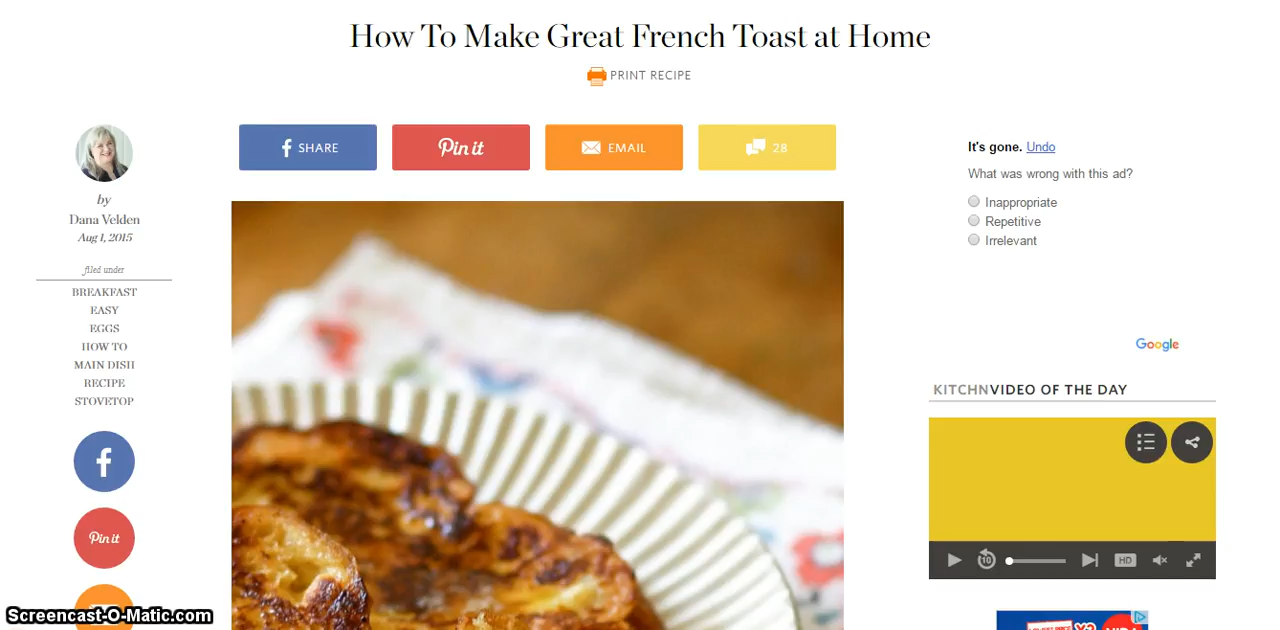 How To Make Great French Toast at Home
PRINT RECIPE
by
Dana Velden
Aug 1, 2015
filed under
BREAKFAST
EASY
EGGS
HOW TO
MAIN DISH
RECIPE
STOVETOP
f
Pin it
f SHARE
Pin it
EMAIL
28
It's gone. Undo
What was wrong with this ad?
Inappropriate
Repetitive
Irrelevant
Google
KITCHNVIDEO OF THE DAY
10
HD
Screencast-O-Matic.com